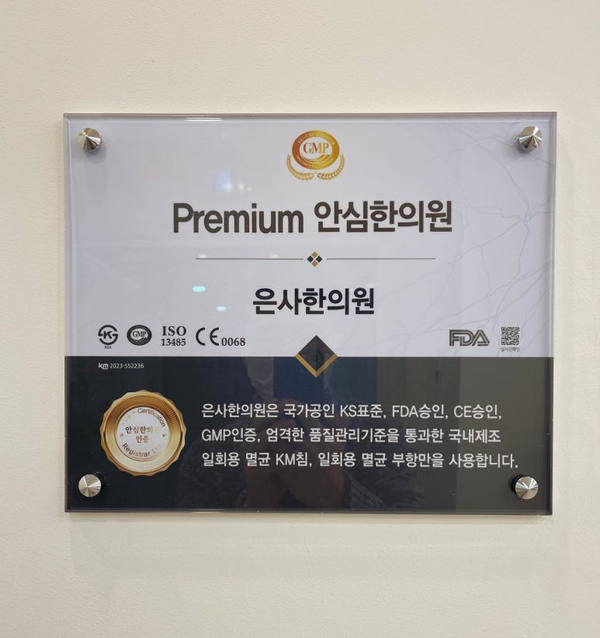 GMP
Premium 안심한의원
은사한의원
GMP
ISO
13485
CE 0068
FDA
km 2023-552236
Certification
안심한의원
인증
Registrar
은사한의원은 국가공인 KS표준, FDA승인, CE승인,
GMP인증, 엄격한 품질관리기준을 통과한 국내제조
일회용 멸균 KM침, 일회용 멸균 부항만을 사용합니다.